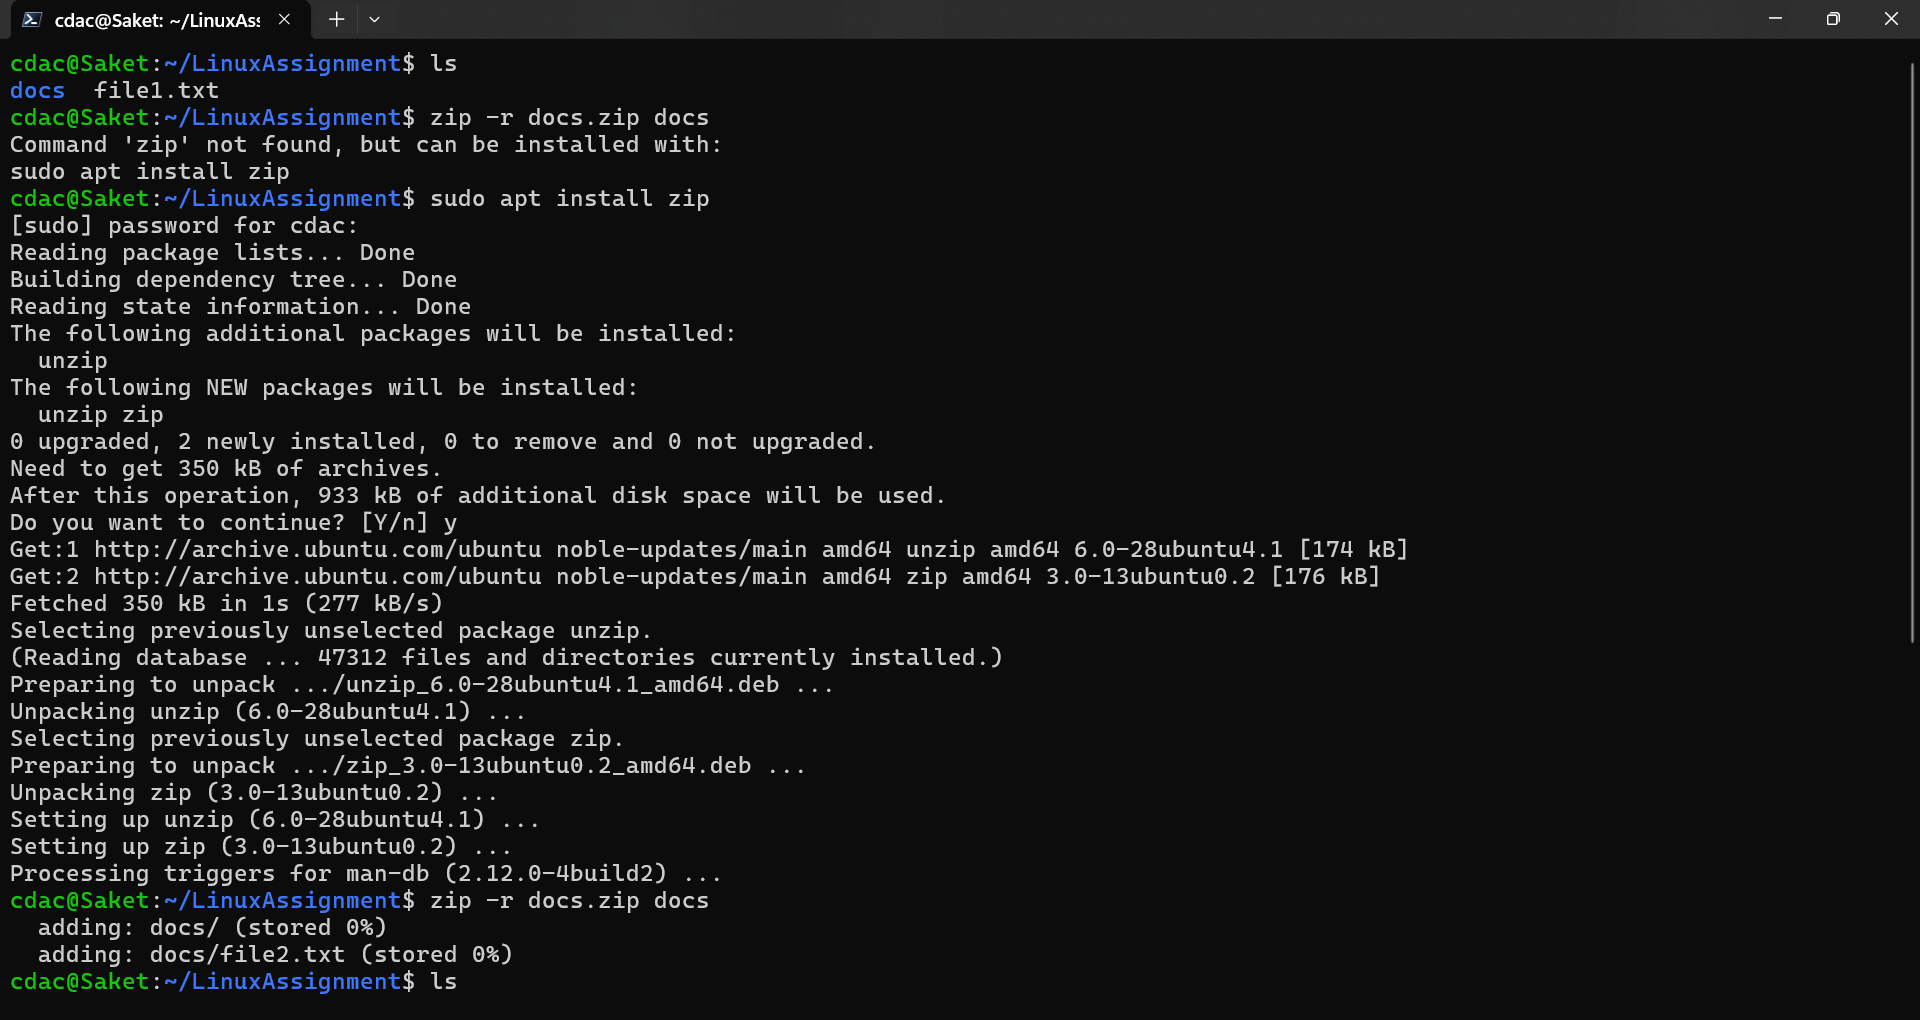 cdac@Saket: ~/LinuxAss
cdac@Saket:~/LinuxAssignment$ ls
docs  file1.txt
cdac@Saket:~/LinuxAssignment$ zip -r docs.zip docs
Command 'zip' not found, but can be installed with:
sudo apt install zip
cdac@Saket:~/LinuxAssignment$ sudo apt install zip
[sudo] password for cdac:
Reading package lists... Done
Building dependency tree... Done
Reading state information... Done
The following additional packages will be installed:
  unzip
The following NEW packages will be installed:
  unzip zip
0 upgraded, 2 newly installed, 0 to remove and 0 not upgraded.
Need to get 350 kB of archives.
After this operation, 933 kB of additional disk space will be used.
Do you want to continue? [Y/n] y
Get:1 http://archive.ubuntu.com/ubuntu noble-updates/main amd64 unzip amd64 6.0-28ubuntu4.1 [174 kB]
Get:2 http://archive.ubuntu.com/ubuntu noble-updates/main amd64 zip amd64 3.0-13ubuntu0.2 [176 kB]
Fetched 350 kB in 1s (277 kB/s)
Selecting previously unselected package unzip.
(Reading database ... 47312 files and directories currently installed.)
Preparing to unpack .../unzip_6.0-28ubuntu4.1_amd64.deb ...
Unpacking unzip (6.0-28ubuntu4.1) ...
Selecting previously unselected package zip.
Preparing to unpack .../zip_3.0-13ubuntu0.2_amd64.deb ...
Unpacking zip (3.0-13ubuntu0.2) ...
Setting up unzip (6.0-28ubuntu4.1) ...
Setting up zip (3.0-13ubuntu0.2) ...
Processing triggers for man-db (2.12.0-4build2) ...
cdac@Saket:~/LinuxAssignment$ zip -r docs.zip docs
  adding: docs/ (stored 0%)
  adding: docs/file2.txt (stored 0%)
cdac@Saket:~/LinuxAssignment$ ls